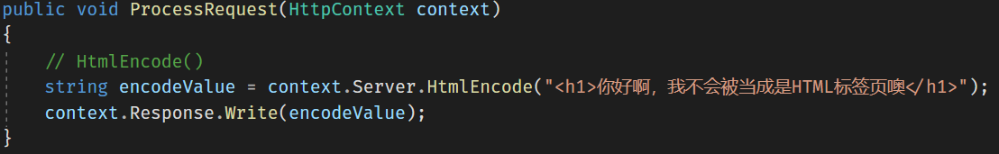 public void ProcessRequest(HttpContext context)
{
    // HtmlEncode()
    string encodeValue = context.Server.HtmlEncode("<h1>你好啊，我不会被当成是HTML标签页噢</h1>");
    context.Response.Write(encodeValue);
}